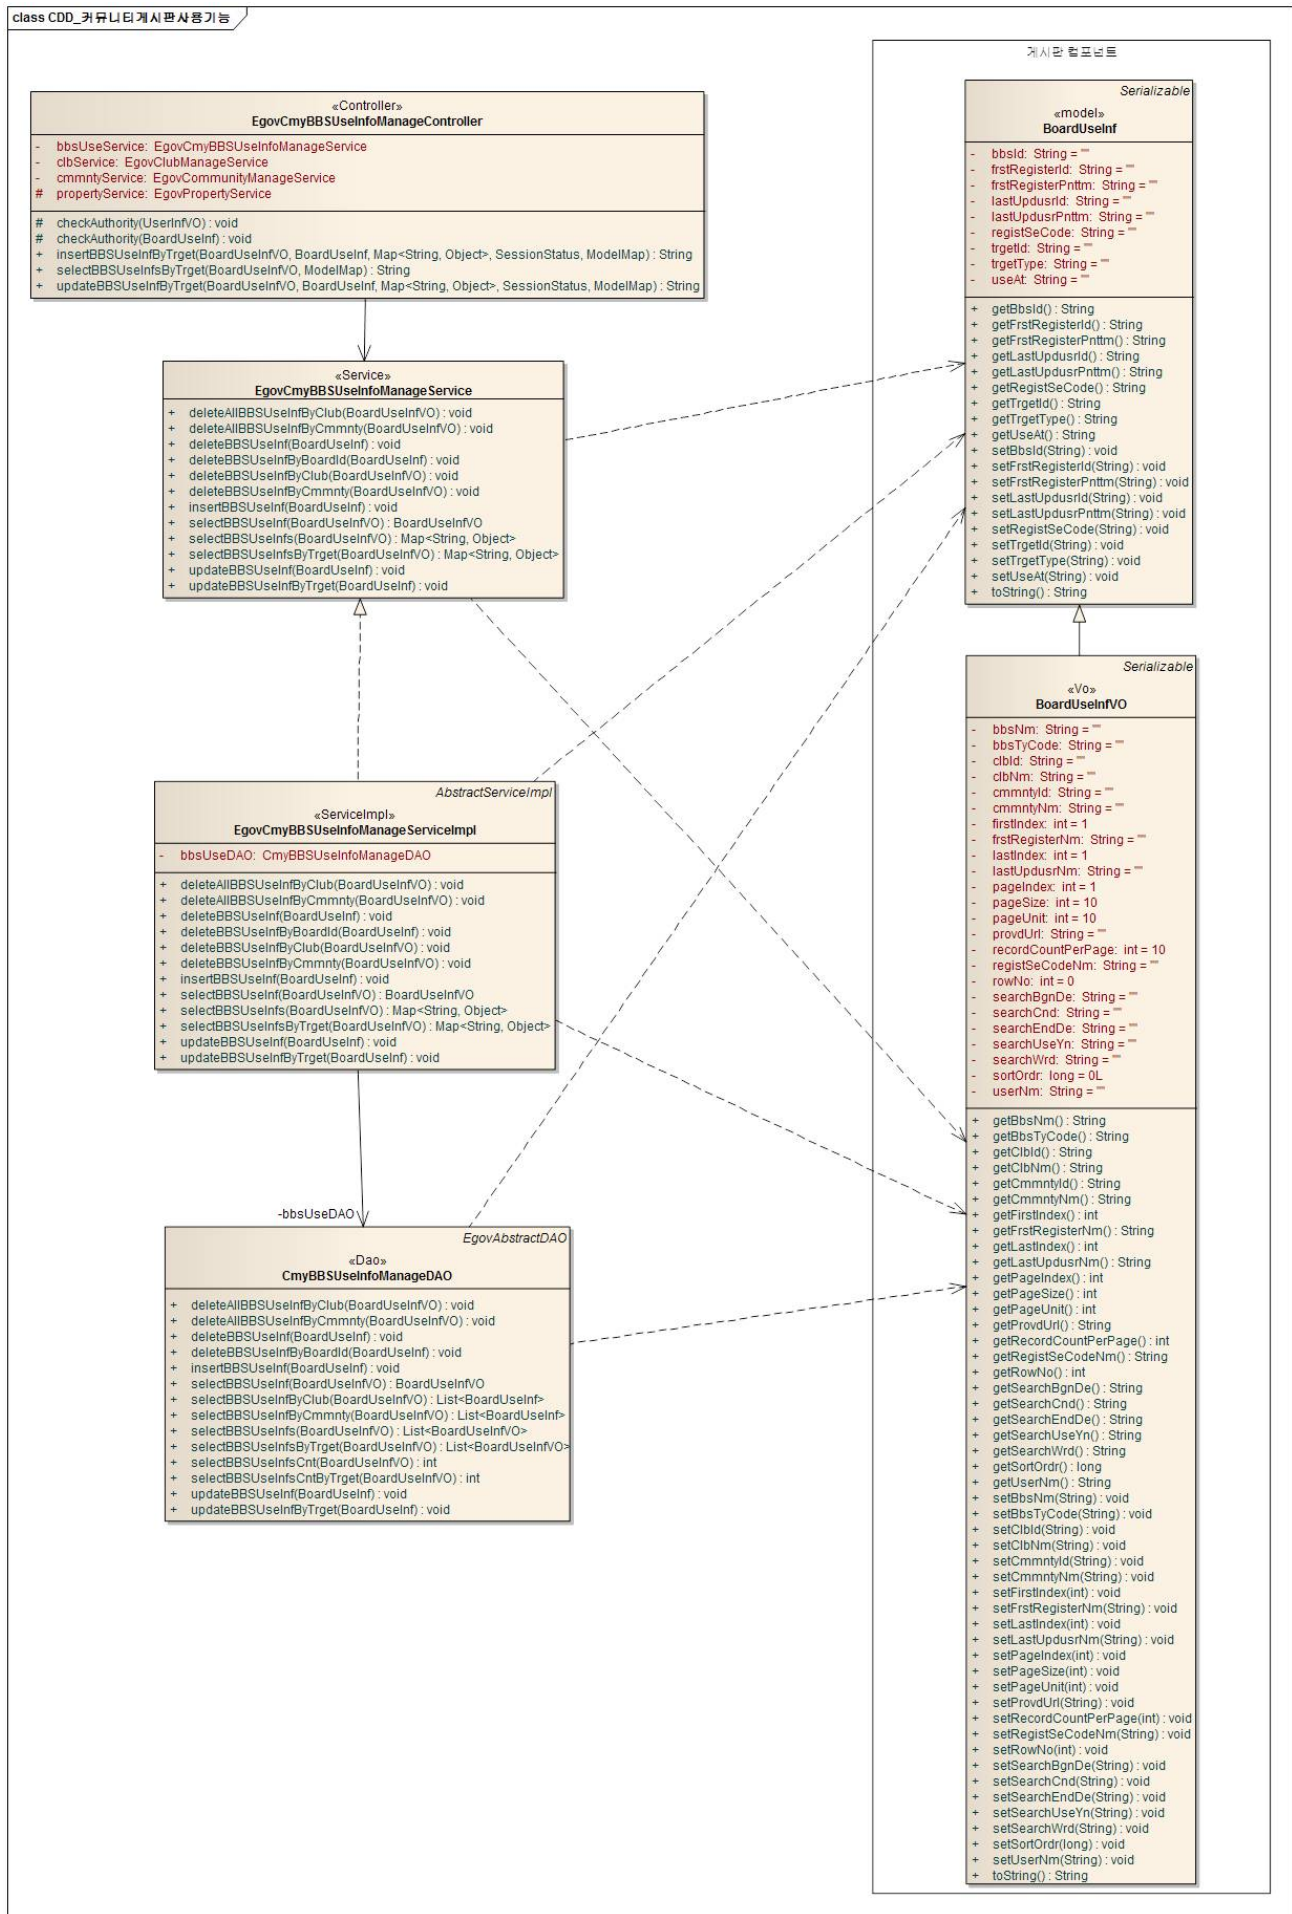 class CDD_커뮤니티게시판사용기능
«Controller»
EgovCmyBBSUseInfoManageController
- bbsUseService: EgovCmyBBSUseInfoManageService
- clbService: EgovClubManageService
- cmmntyService: EgovCommunityManageService
# propertyService: EgovPropertyService
# checkAuthority(UserInfVO) : void
# checkAuthority(BoardUseInf) : void
+ insertBBSUseInfByTrget(BoardUseInfVO, BoardUseInf, Map<String, Object>, SessionStatus, ModelMap) : String
+ selectBBSUseInfsByTrget(BoardUseInfVO, ModelMap) : String
+ updateBBSUseInfByTrget(BoardUseInfVO, BoardUseInf, Map<String, Object>, SessionStatus, ModelMap) : String
«Service»
EgovCmyBBSUseInfoManageService
+ deleteAllBBSUseInfByClub(BoardUseInfVO) : void
+ deleteAllBBSUseInfByCmmnty(BoardUseInfVO) : void
+ deleteBBSUseInf(BoardUseInf) : void
+ deleteBBSUseInfByBoardId(BoardUseInf) : void
+ deleteBBSUseInfByClub(BoardUseInfVO) : void
+ deleteBBSUseInfByCmmnty(BoardUseInfVO) : void
+ insertBBSUseInf(BoardUseInf) : void
+ selectBBSUseInf(BoardUseInfVO) : BoardUseInfVO
+ selectBBSUseInfs(BoardUseInfVO) : Map<String, Object>
+ selectBBSUseInfsByTrget(BoardUseInfVO) : Map<String, Object>
+ updateBBSUseInf(BoardUseInf) : void
+ updateBBSUseInfByTrget(BoardUseInf) : void
AbstractServiceImpl
«ServiceImpl»
EgovCmyBBSUseInfoManageServiceImpl
- bbsUseDAO: CmyBBSUseInfoManageDAO
+ deleteAllBBSUseInfByClub(BoardUseInfVO) : void
+ deleteAllBBSUseInfByCmmnty(BoardUseInfVO) : void
+ deleteBBSUseInf(BoardUseInf) : void
+ deleteBBSUseInfByBoardId(BoardUseInf) : void
+ deleteBBSUseInfByClub(BoardUseInfVO) : void
+ deleteBBSUseInfByCmmnty(BoardUseInfVO) : void
+ insertBBSUseInf(BoardUseInf) : void
+ selectBBSUseInf(BoardUseInfVO) : BoardUseInfVO
+ selectBBSUseInfs(BoardUseInfVO) : Map<String, Object>
+ selectBBSUseInfsByTrget(BoardUseInfVO) : Map<String, Object>
+ updateBBSUseInf(BoardUseInf) : void
+ updateBBSUseInfByTrget(BoardUseInf) : void
-bbsUseDAO
EgovAbstractDAO
«Dao»
CmyBBSUseInfoManageDAO
+ deleteAllBBSUseInfByClub(BoardUseInfVO) : void
+ deleteAllBBSUseInfByCmmnty(BoardUseInfVO) : void
+ deleteBBSUseInf(BoardUseInf) : void
+ deleteBBSUseInfByBoardId(BoardUseInf) : void
+ insertBBSUseInf(BoardUseInf) : void
+ selectBBSUseInf(BoardUseInfVO) : BoardUseInfVO
+ selectBBSUseInfByClub(BoardUseInfVO) : List<BoardUseInf>
+ selectBBSUseInfByCmmnty(BoardUseInfVO) : List<BoardUseInf>
+ selectBBSUseInfs(BoardUseInfVO) : List<BoardUseInfVO>
+ selectBBSUseInfsByTrget(BoardUseInfVO) : List<BoardUseInfVO>
+ selectBBSUseInfsCnt(BoardUseInfVO) : int
+ selectBBSUseInfsCntByTrget(BoardUseInfVO) : int
+ updateBBSUseInf(BoardUseInf) : void
+ updateBBSUseInfByTrget(BoardUseInf) : void
게시판 컴포넌트
Serializable
«model»
BoardUseInf
- bbsId: String = ""
- frstRegisterId: String = ""
- frstRegisterPnttm: String = ""
- lastUpdusrId: String = ""
- lastUpdusrPnttm: String = ""
- registSeCode: String = ""
- trgetId: String = ""
- trgetType: String = ""
- useAt: String = ""
+ getBbsId() : String
+ getFrstRegisterId() : String
+ getFrstRegisterPnttm() : String
+ getLastUpdusrId() : String
+ getLastUpdusrPnttm() : String
+ getRegistSeCode() : String
+ getTrgetId() : String
+ getTrgetType() : String
+ getUseAt() : String
+ setBbsId(String) : void
+ setFrstRegisterId(String) : void
+ setFrstRegisterPnttm(String) : void
+ setLastUpdusrId(String) : void
+ setLastUpdusrPnttm(String) : void
+ setRegistSeCode(String) : void
+ setTrgetId(String) : void
+ setTrgetType(String) : void
+ setUseAt(String) : void
+ toString() : String
Serializable
«Vo»
BoardUseInfVO
- bbsNm: String = ""
- bbsTyCode: String = ""
- clbId: String = ""
- clbNm: String = ""
- cmmntyId: String = ""
- cmmntyNm: String = ""
- firstIndex: int = 1
- frstRegisterNm: String = ""
- lastIndex: int = 1
- lastUpdusrNm: String = ""
- pageIndex: int = 1
- pageSize: int = 10
- pageUnit: int = 10
- provdUrl: String = ""
- recordCountPerPage: int = 10
- registSeCodeNm: String = ""
- rowNo: int = 0
- searchBgnDe: String = ""
- searchCnd: String = ""
- searchEndDe: String = ""
- searchUseYn: String = ""
- searchWrd: String = ""
- sortOrdr: long = 0L
- userNm: String = ""
+ getBbsNm() : String
+ getBbsTyCode() : String
+ getClbId() : String
+ getClbNm() : String
+ getCmmntyId() : String
+ getCmmntyNm() : String
+ getFirstIndex() : int
+ getFrstRegisterNm() : String
+ getLastIndex() : int
+ getLastUpdusrNm() : String
+ getPageIndex() : int
+ getPageSize() : int
+ getPageUnit() : int
+ getProvdUrl() : String
+ getRecordCountPerPage() : int
+ getRegistSeCodeNm() : String
+ getRowNo() : int
+ getSearchBgnDe() : String
+ getSearchCnd() : String
+ getSearchEndDe() : String
+ getSearchUseYn() : String
+ getSearchWrd() : String
+ getSortOrdr() : long
+ getUserNm() : String
+ setBbsNm(String) : void
+ setBbsTyCode(String) : void
+ setClbId(String) : void
+ setClbNm(String) : void
+ setCmmntyId(String) : void
+ setCmmntyNm(String) : void
+ setFirstIndex(int) : void
+ setFrstRegisterNm(String) : void
+ setLastIndex(int) : void
+ setLastUpdusrNm(String) : void
+ setPageIndex(int) : void
+ setPageSize(int) : void
+ setPageUnit(int) : void
+ setProvdUrl(String) : void
+ setRecordCountPerPage(int) : void
+ setRegistSeCodeNm(String) : void
+ setRowNo(int) : void
+ setSearchBgnDe(String) : void
+ setSearchCnd(String) : void
+ setSearchEndDe(String) : void
+ setSearchUseYn(String) : void
+ setSearchWrd(String) : void
+ setSortOrdr(long) : void
+ setUserNm(String) : void
+ toString() : String